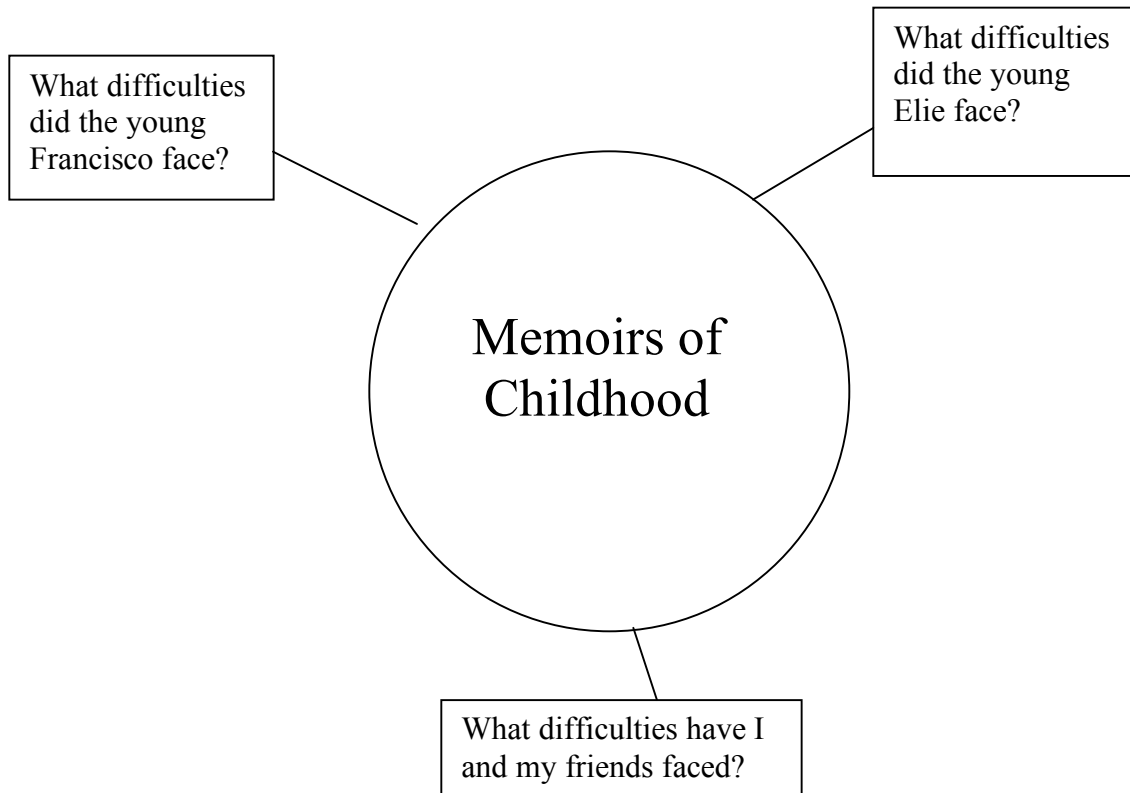 What difficulties
did the young
Francisco face?
What difficulties
did the young
Elie face?
Memoirs of
Childhood
What difficulties have I
and my friends faced?